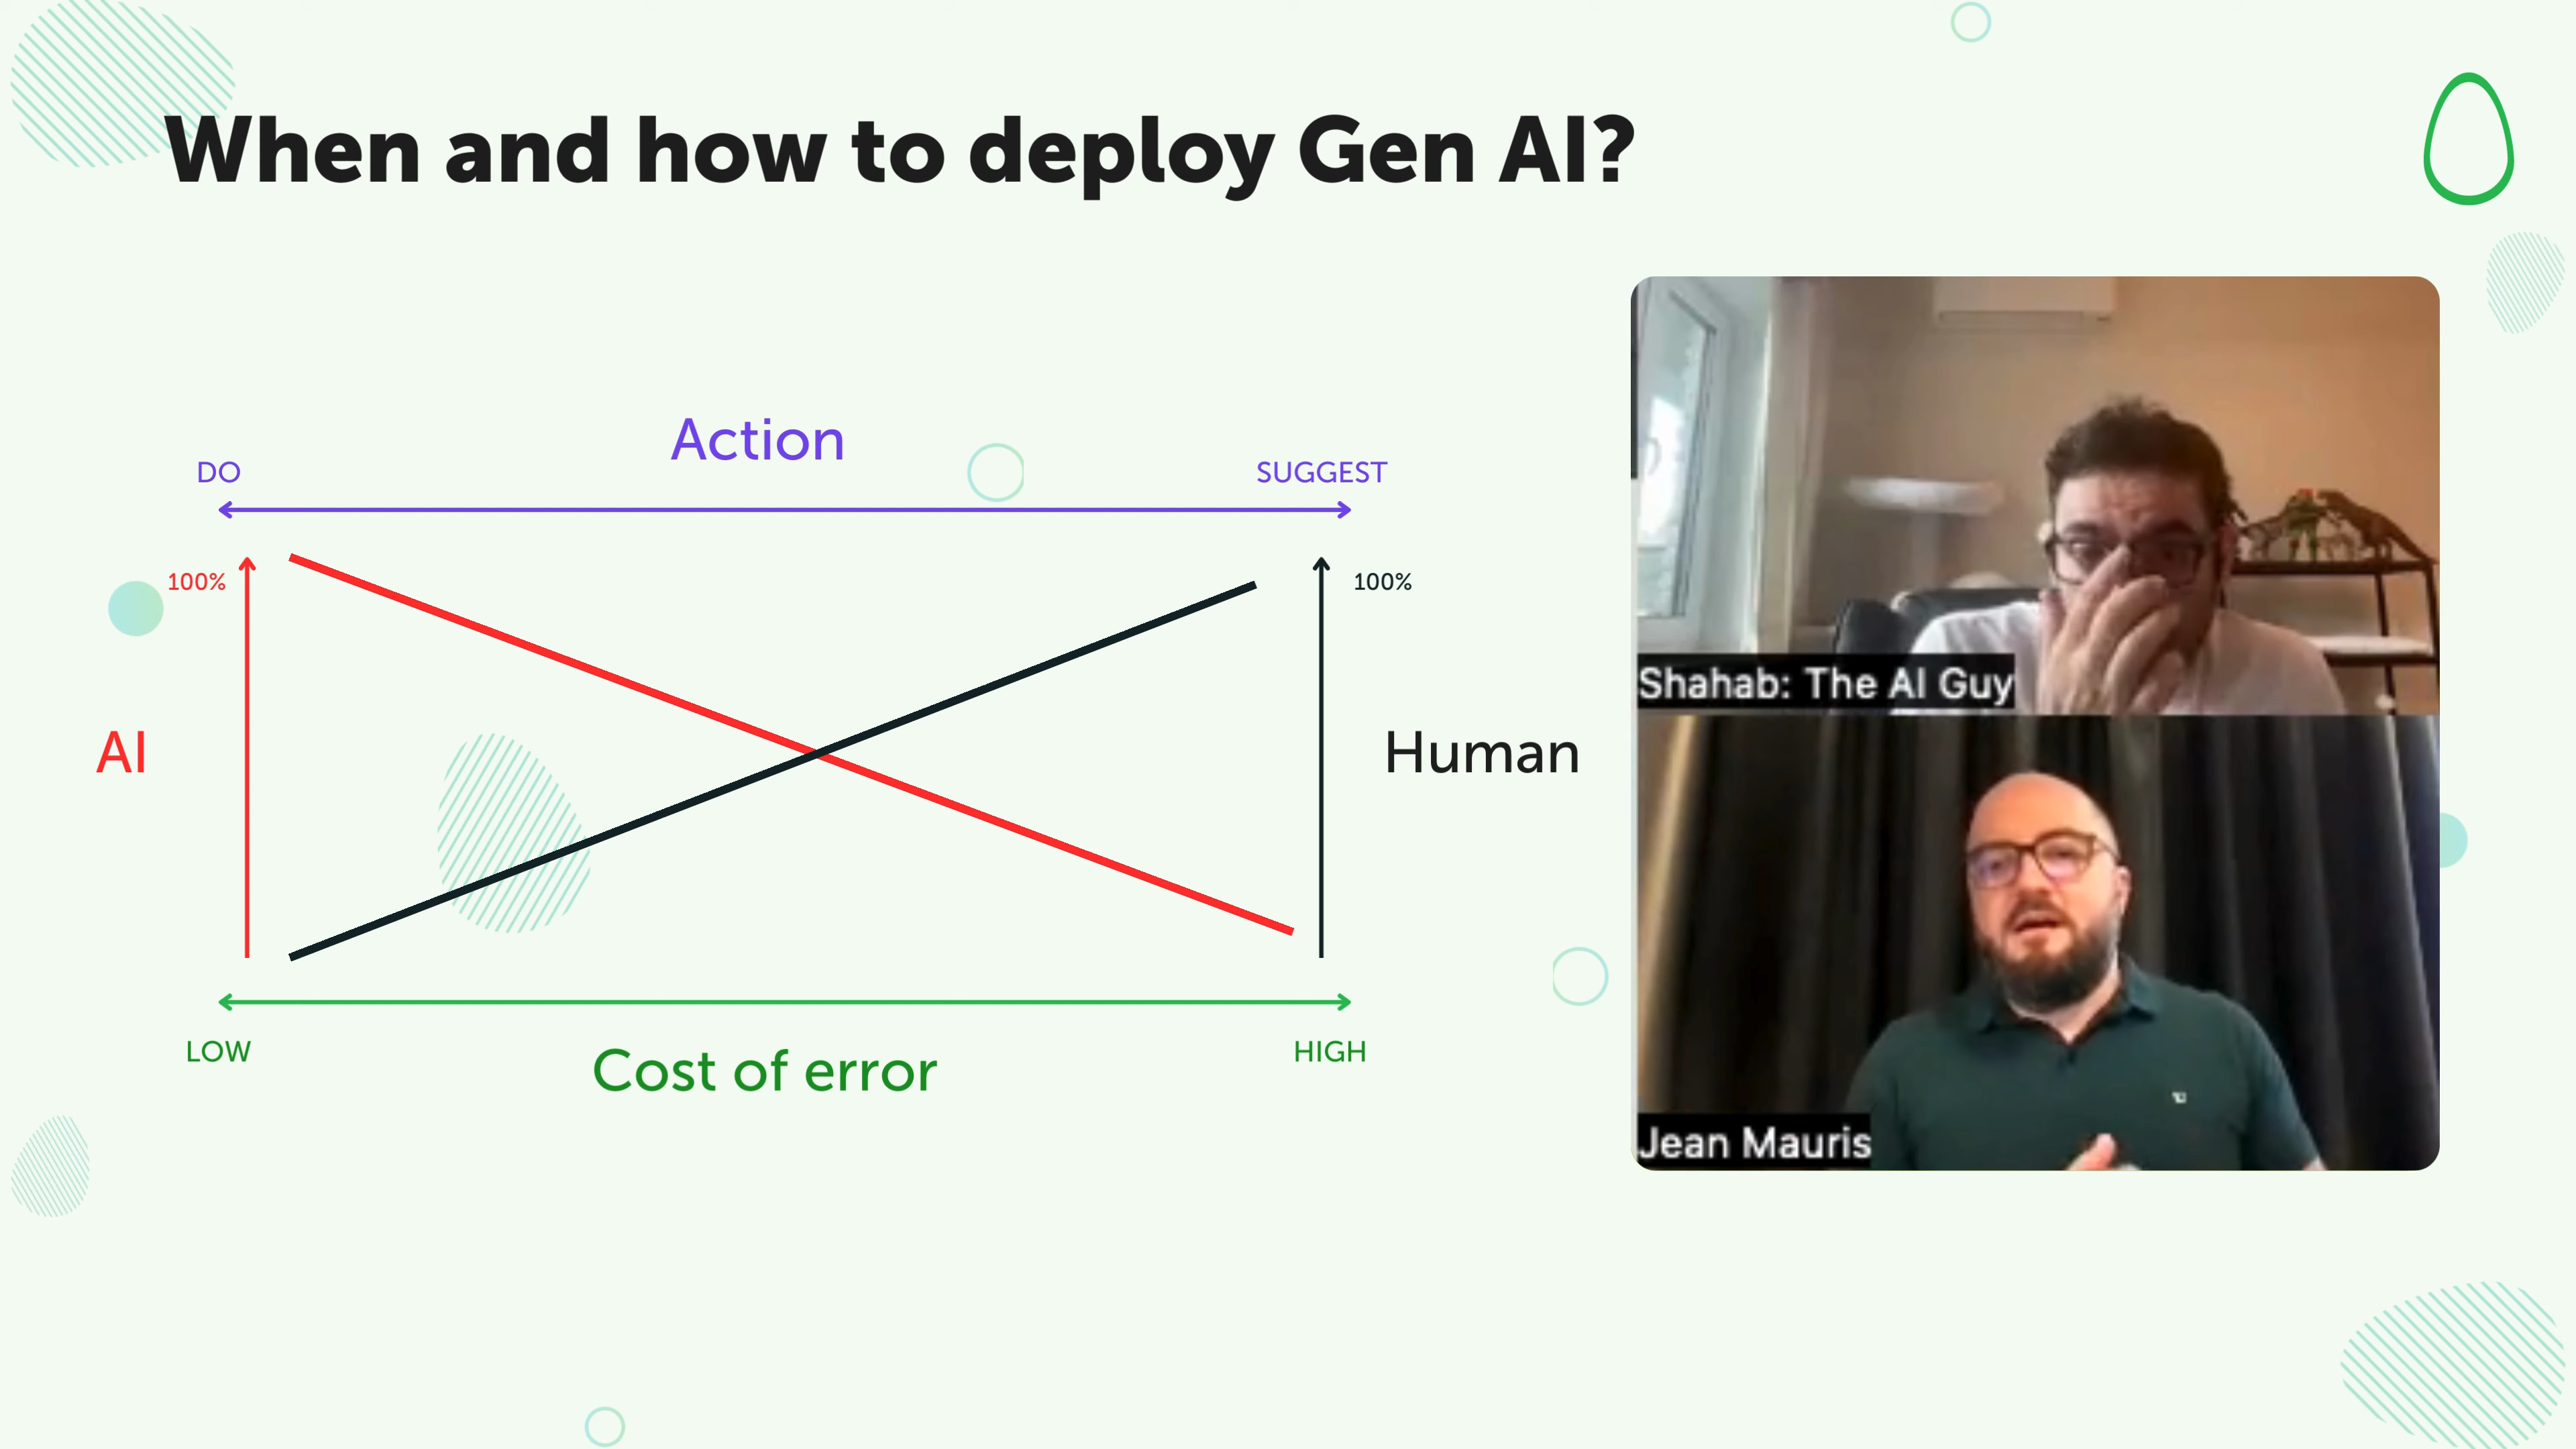 When and how to deploy Gen AI?
Action
DO
SUGGEST
100%
100%
AI
Human
LOW
HIGH
Cost of error
Shahab: The AI Guy
Jean Mauris